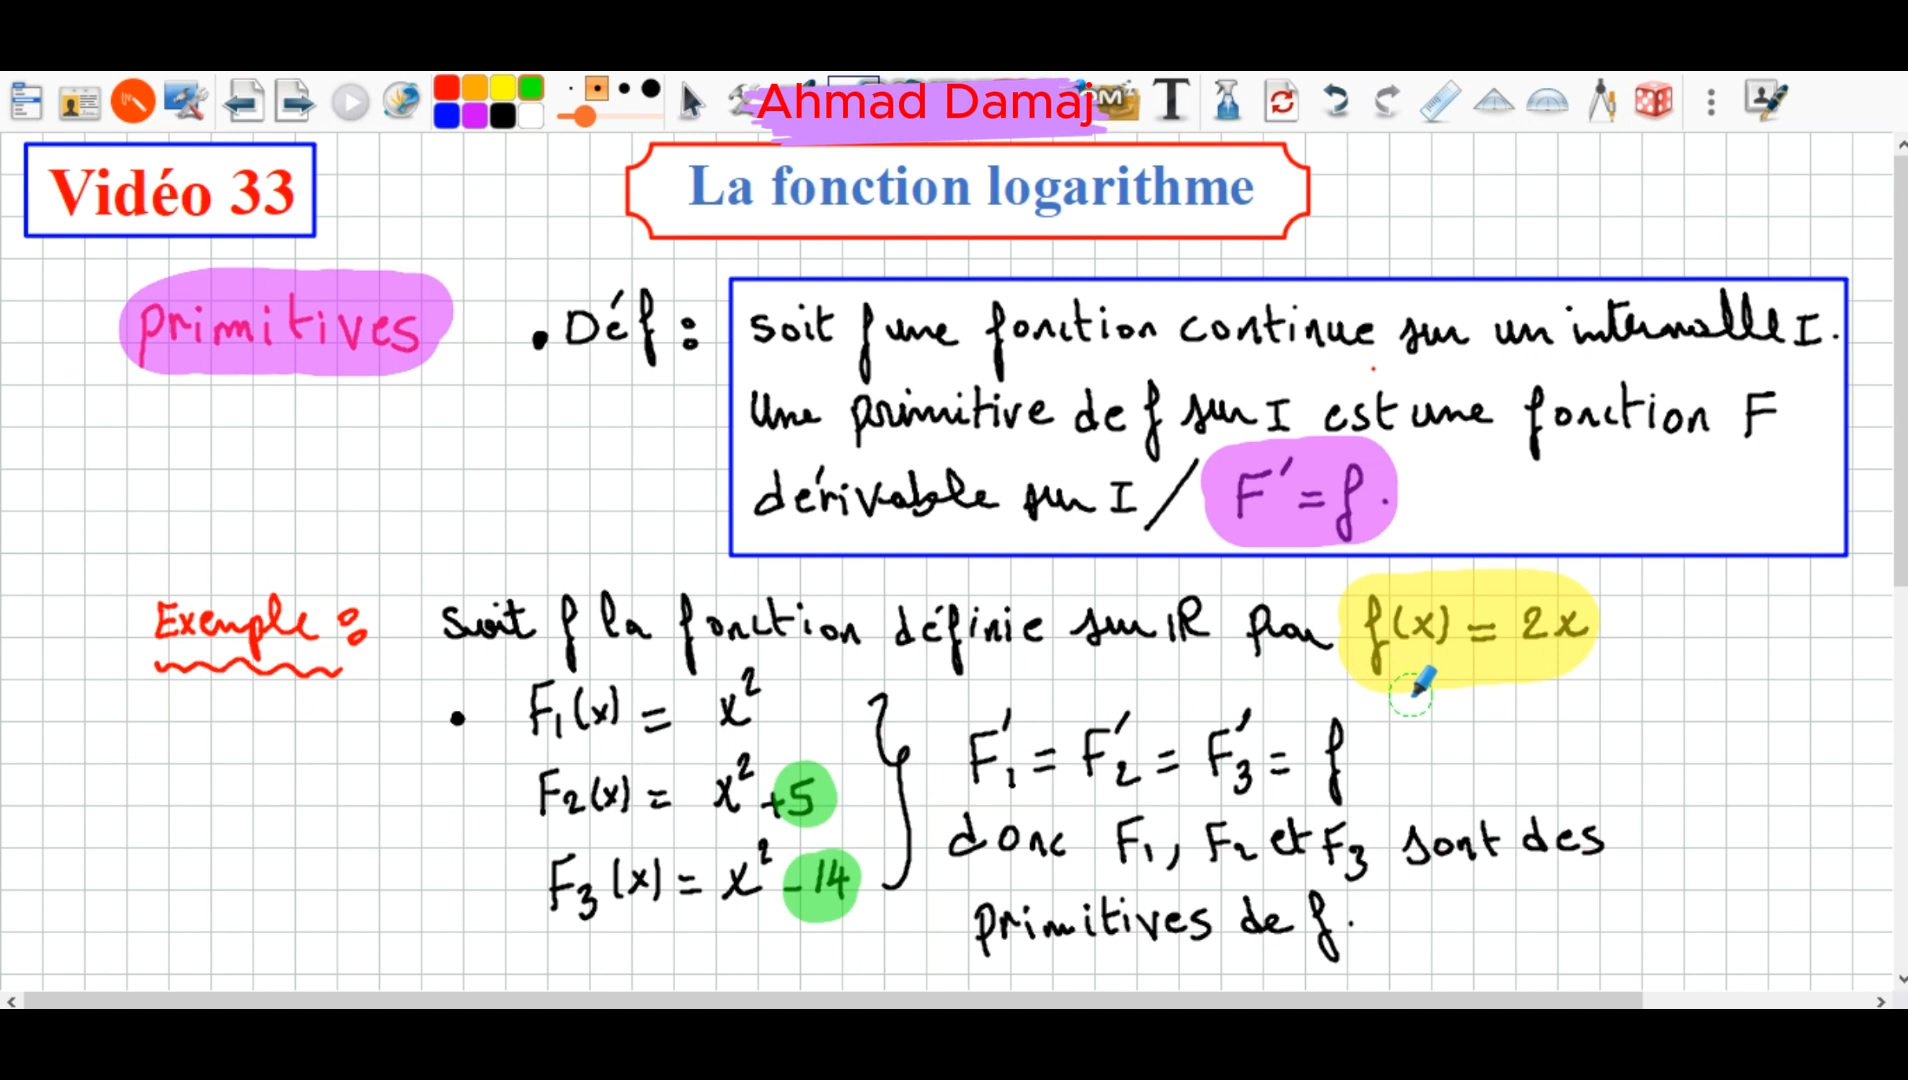 Ahmad Damaj
Vidéo 33
La fonction logarithme
primitives
• Déf :
soit f une fonction continue sur un intervalle I.
Une primitive de f sur I est une fonction F
dérivable sur I / F' = f.
Exemple :
Soit f la fonction définie sur ℝ par f(x) = 2x
• F₁(x) = x²
F₂(x) = x² +5
F₃(x) = x² -14
F'₁ = F'₂ = F'₃ = f
donc F₁, F₂ et F₃ sont des
primitives de f.